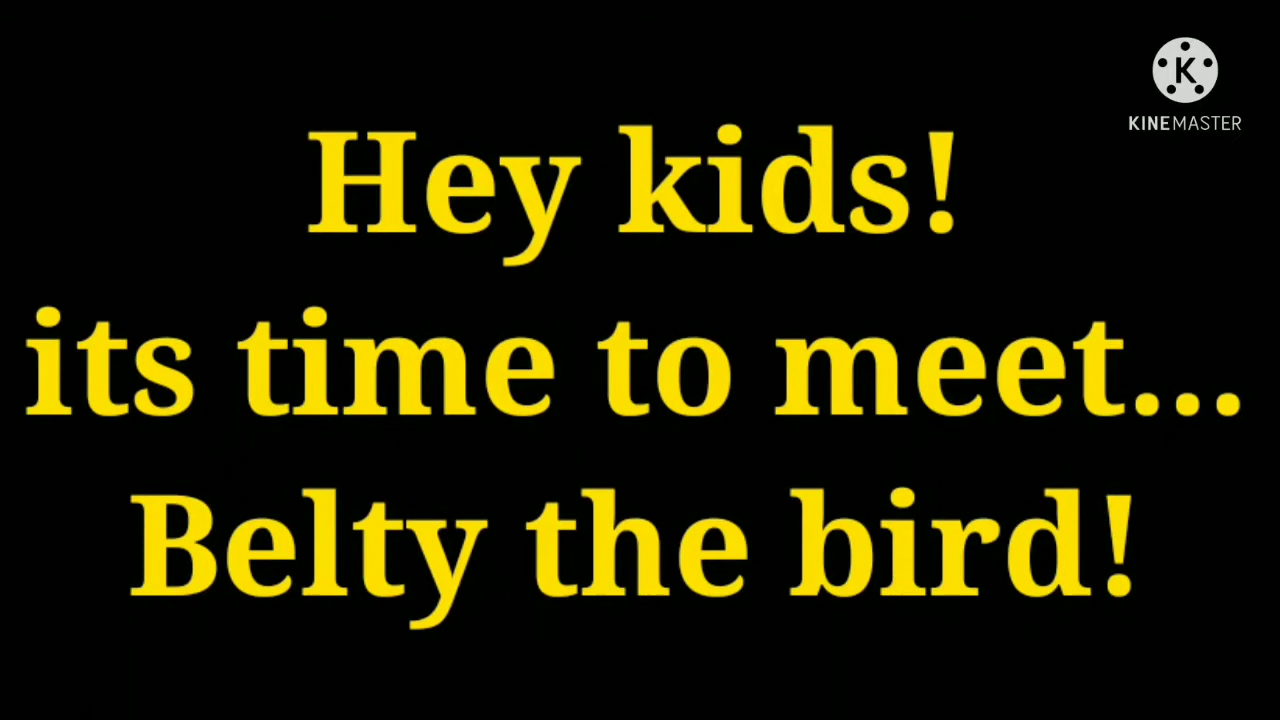 K
KINEMASTER
Hey kids!
its time to meet...
Belty the bird!